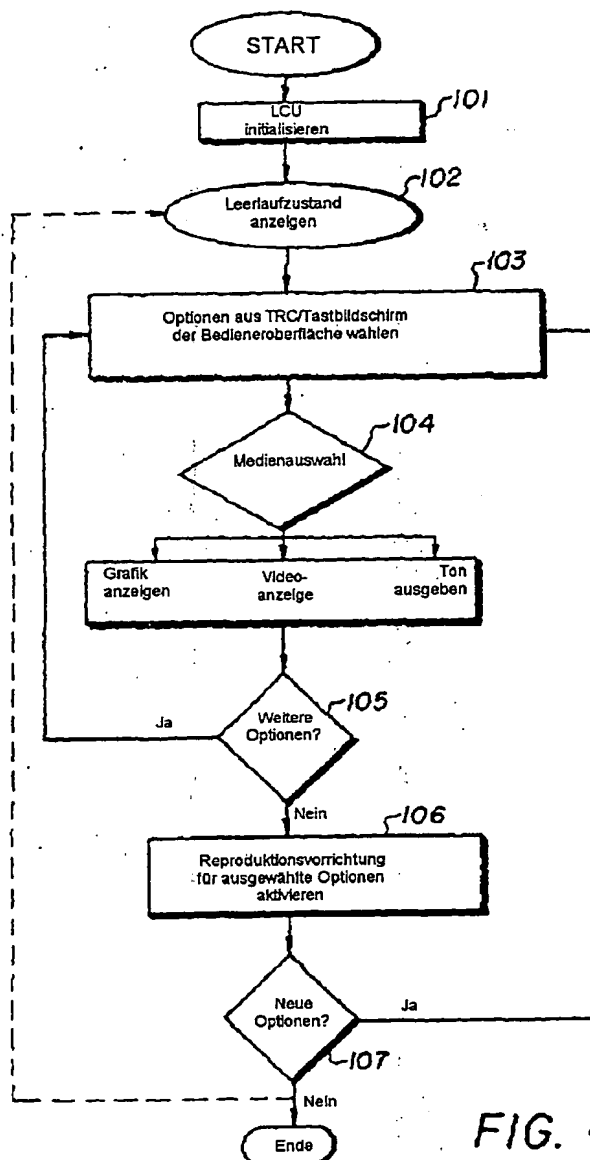 START
101
LCU
initialisieren
102
Leerlaufzustand
anzeigen
103
Optionen aus TRC/Tastbildschirm
der Bedieneroberfläche wählen
104
Medienauswahl
Grafik
anzeigen
Video-
anzeige
Ton
ausgeben
105
Ja
Weitere
Optionen?
Nein
106
Reproduktionsvorrichtung
für ausgewählte Optionen
aktivieren
Neue
Optionen?
Ja
107
Nein
Ende
FIG.